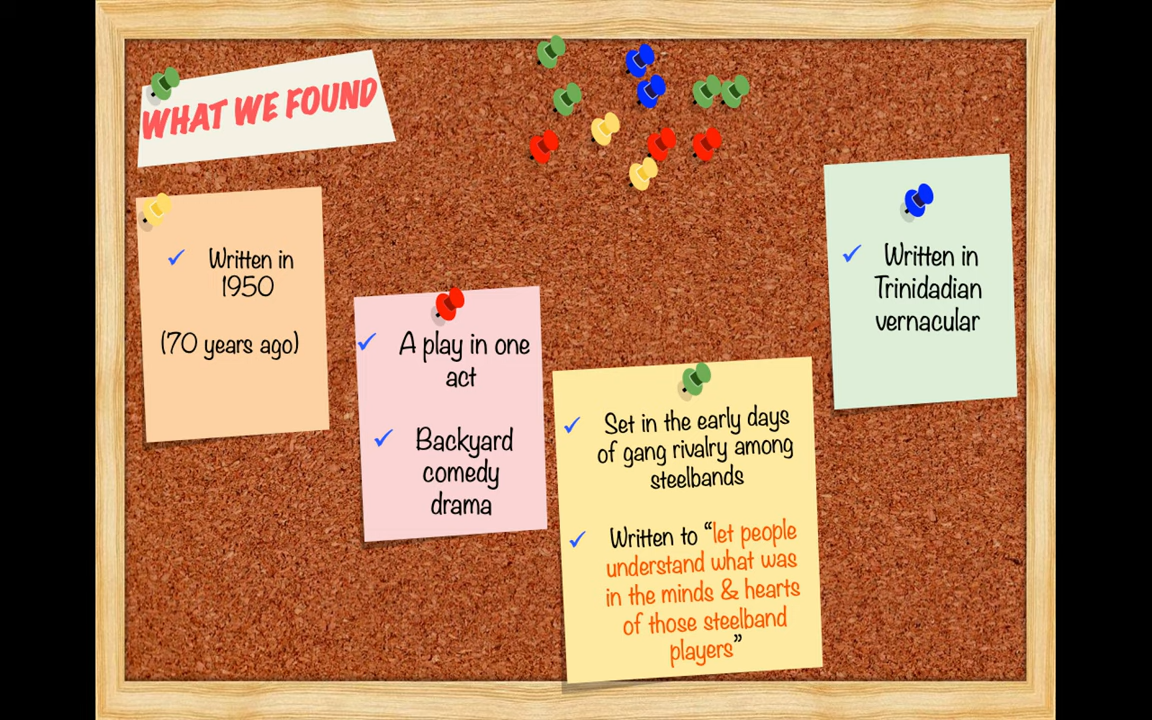 WHAT WE FOUND
✓ Written in
1950
(70 years ago)
✓ A play in one
act
✓ Backyard
comedy
drama
✓ Set in the early days
of gang rivalry among
steelbands
✓ Written to “let people
understand what was
in the minds & hearts
of those steelband
players”
✓ Written in
Trinidadian
vernacular